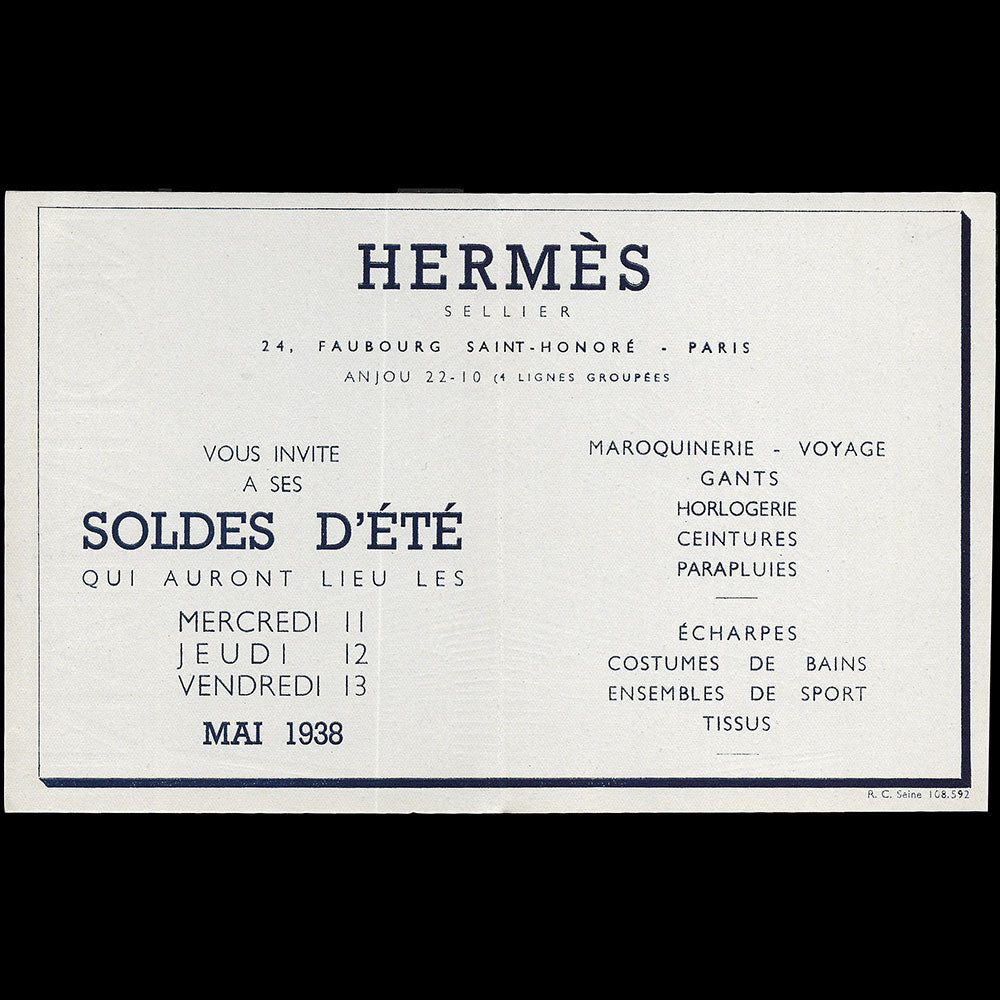 HERMÈS
SELLIER
24, FAUBOURG SAINT-HONORÉ - PARIS
ANJOU 22-10 (4 LIGNES GROUPÉES
VOUS INVITE
A SES
SOLDES D'ÉTÉ
QUI AURONT LIEU LES
MERCREDI 11
JEUDI 12
VENDREDI 13
MAI 1938
MAROQUINERIE - VOYAGE
GANTS
HORLOGERIE
CEINTURES
PARAPLUIES
ÉCHARPES
COSTUMES DE BAINS
ENSEMBLES DE SPORT
TISSUS
R. C. Seine 108.592